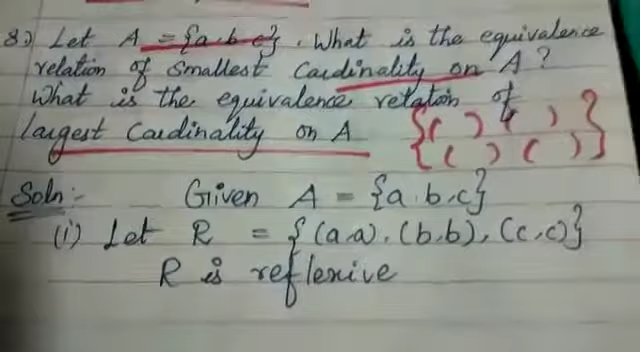 8) Let A = {a.b.c}. What is the equivalence
relation of smallest Cardinality on A?
What is the equivalence relation of
largest Cardinality on A
{( ) ( )}
{( ) ( )}
Soln:- Given A = {a.b.c}
(i) Let R = {(a.a).(b.b),(c.c)}
R is reflexive